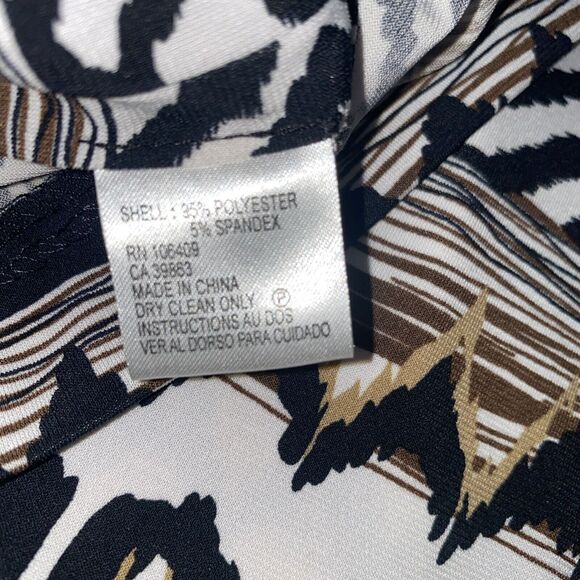 SHELL : 95% POLYESTER
5% SPANDEX
RN 106409
CA 39863
MADE IN CHINA
DRY CLEAN ONLY Ⓟ
INSTRUCTIONS AU DOS
VER AL DORSO PARA CUIDADO